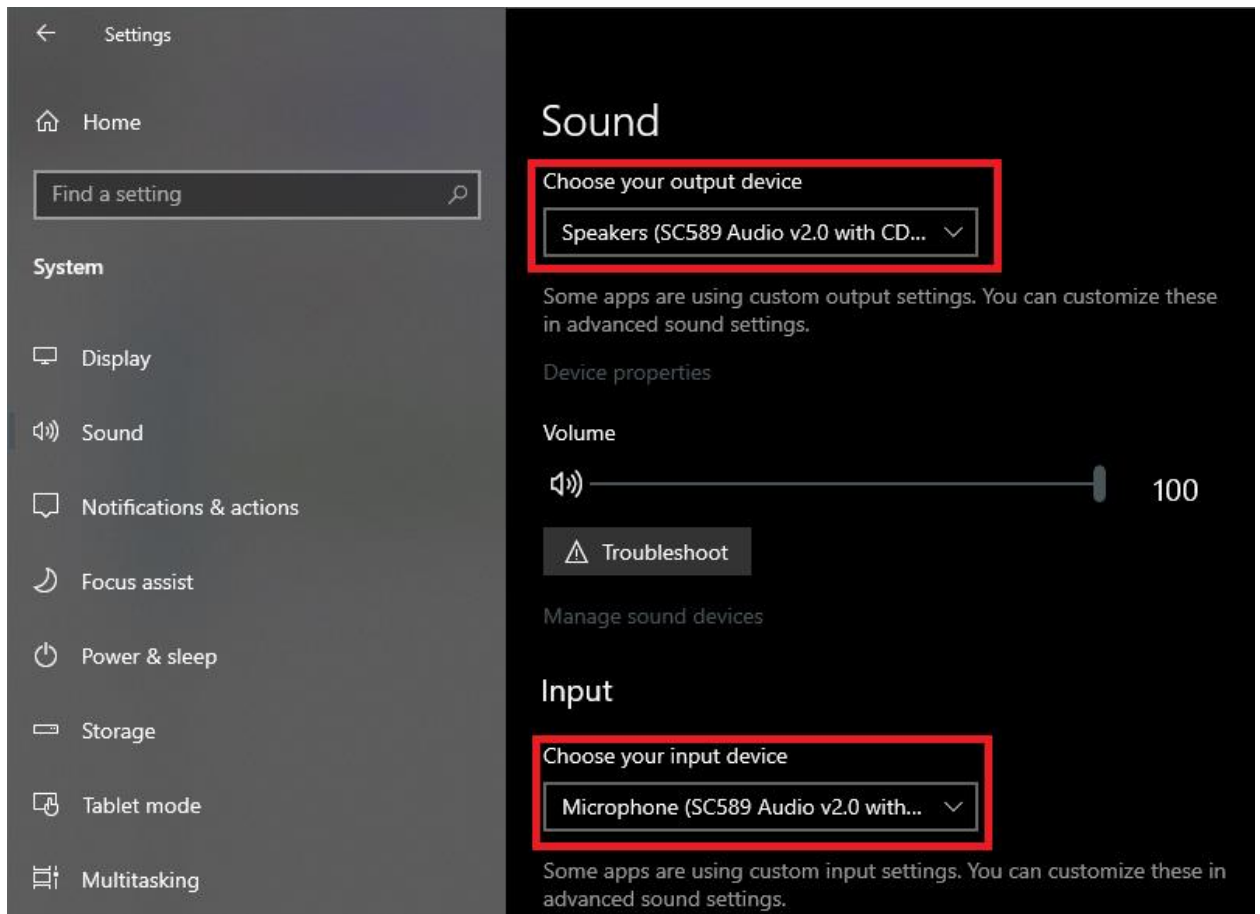 Settings
Home
Find a setting
System
Display
Sound
Notifications & actions
Focus assist
Power & sleep
Storage
Tablet mode
Multitasking
Sound
Choose your output device
Speakers (SC589 Audio v2.0 with CD...
Some apps are using custom output settings. You can customize these
in advanced sound settings.
Device properties
Volume
100
Troubleshoot
Manage sound devices
Input
Choose your input device
Microphone (SC589 Audio v2.0 with...
Some apps are using custom input settings. You can customize these in
advanced sound settings.